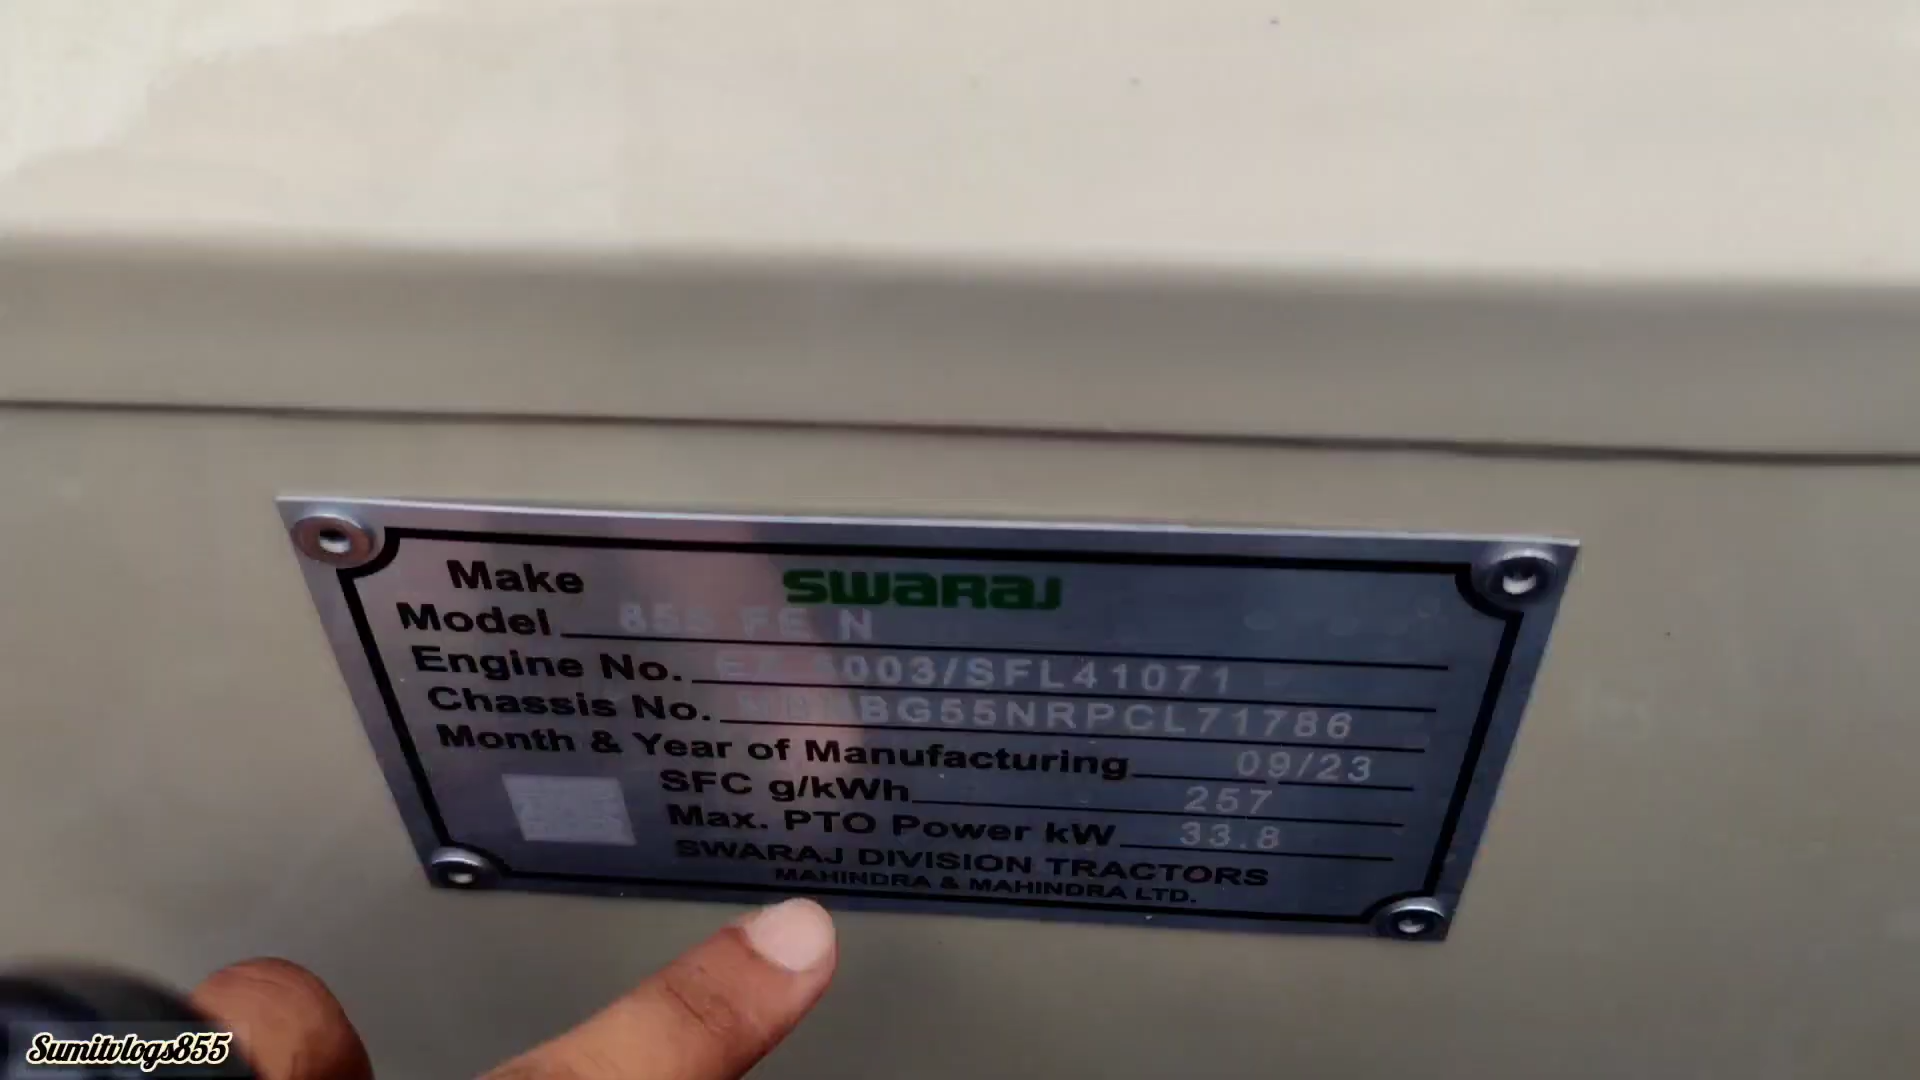 Make SWARAJ
Model 855 FE N
Engine No. 003/SFL41071
Chassis No. BG55NRPCL71786
Month & Year of Manufacturing 09/23
SFC g/kWh 257
Max. PTO Power kW 33.8
SWARAJ DIVISION TRACTORS
MAHINDRA & MAHINDRA LTD.
Sumitvlogs855